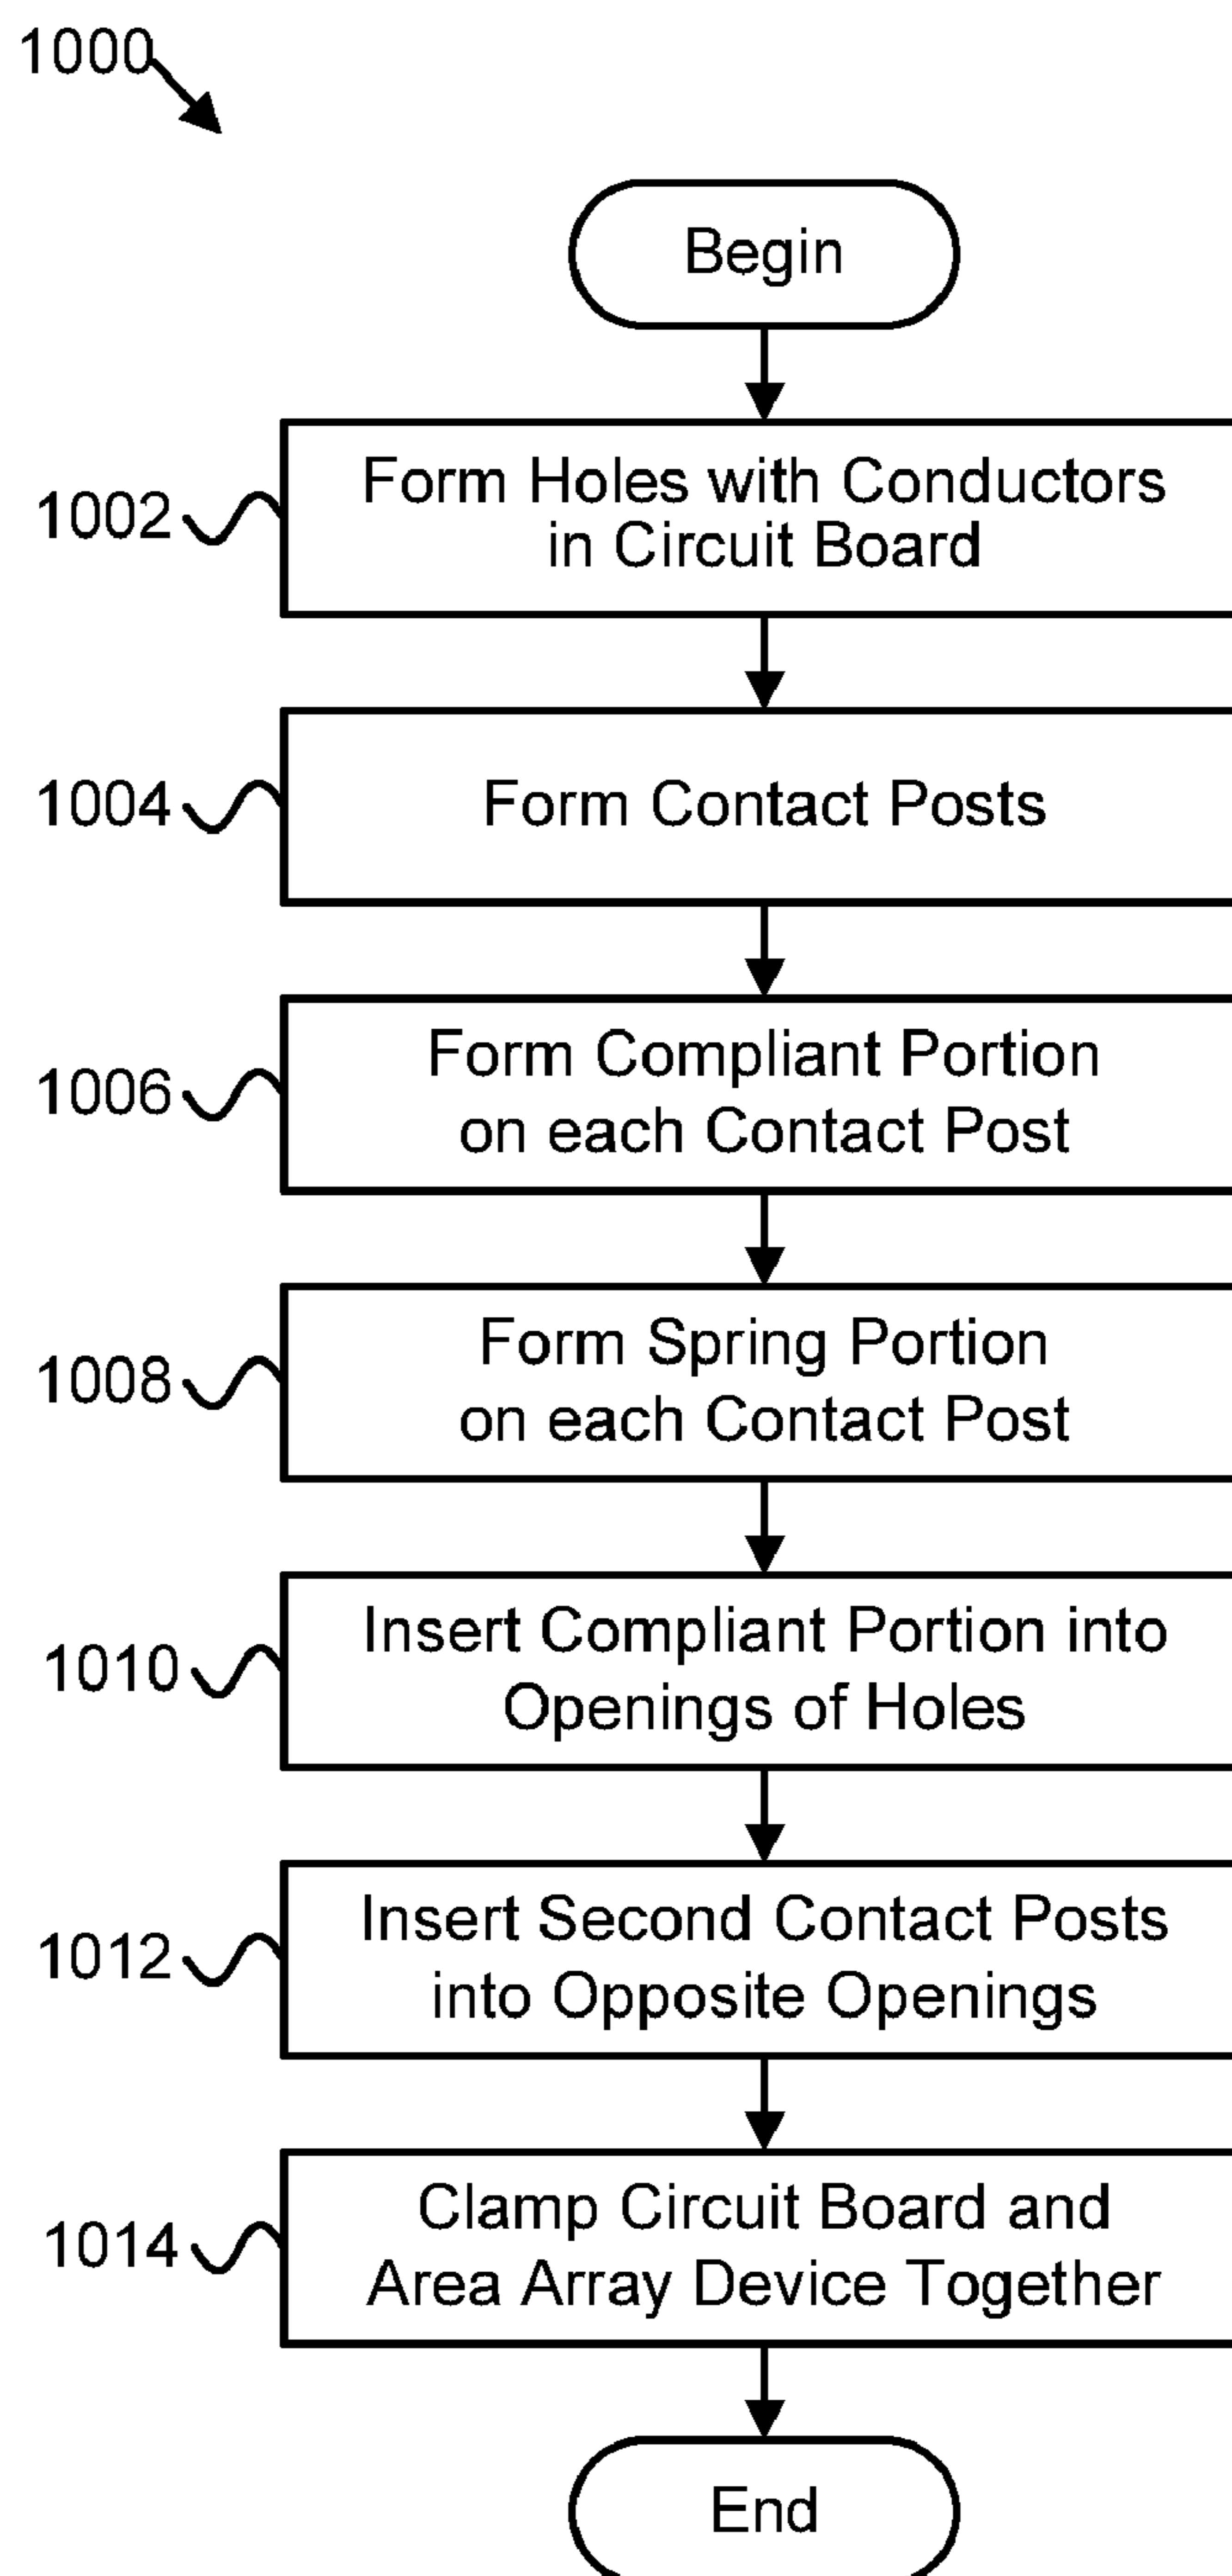 1000
Begin
1002
Form Holes with Conductors
in Circuit Board
1004
Form Contact Posts
1006
Form Compliant Portion
on each Contact Post
1008
Form Spring Portion
on each Contact Post
1010
Insert Compliant Portion into
Openings of Holes
1012
Insert Second Contact Posts
into Opposite Openings
1014
Clamp Circuit Board and
Area Array Device Together
End